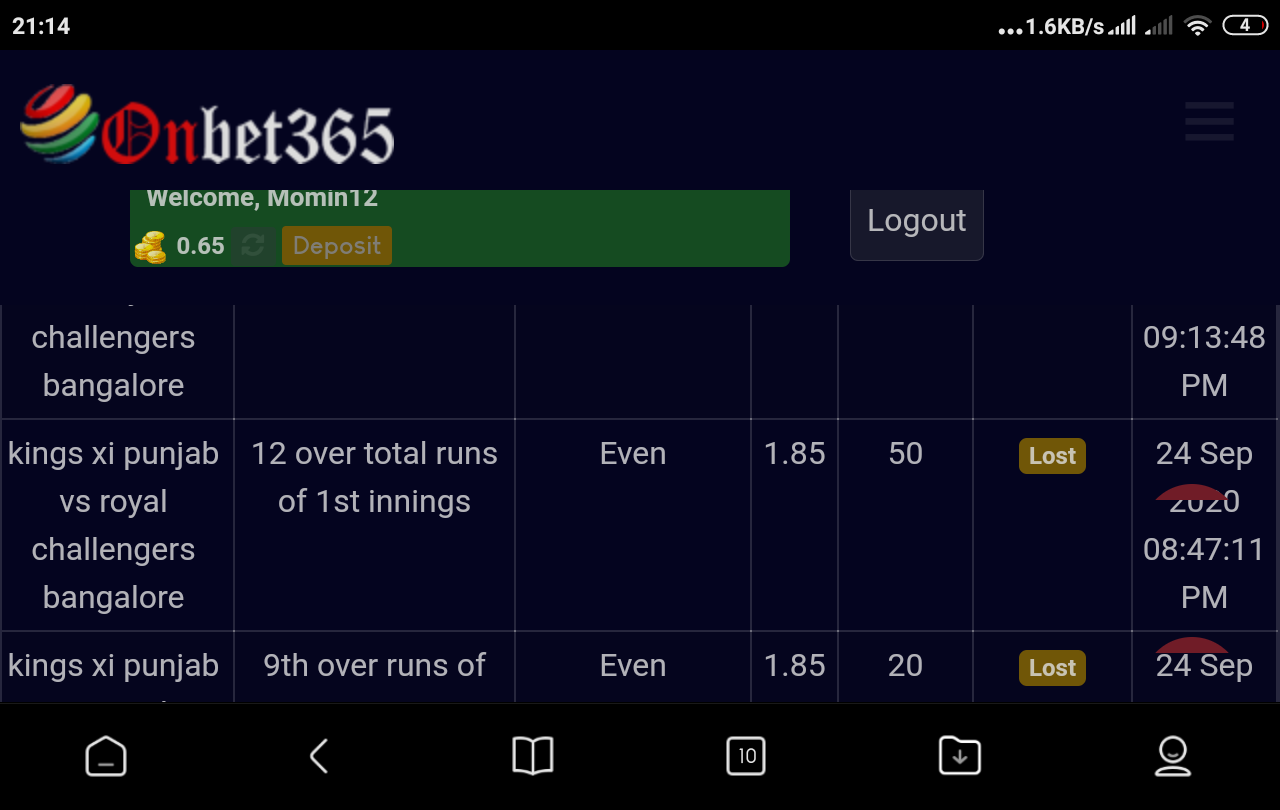 21:14
...1.6KB/s
4
Onbet365
Welcome, Momin12
0.65 Deposit
Logout
challengers
bangalore
09:13:48
PM
kings xi punjab
vs royal
challengers
bangalore
12 over total runs
of 1st innings
Even
1.85
50
Lost
24 Sep
2020
08:47:11
PM
kings xi punjab
9th over runs of
Even
1.85
20
Lost
24 Sep
10